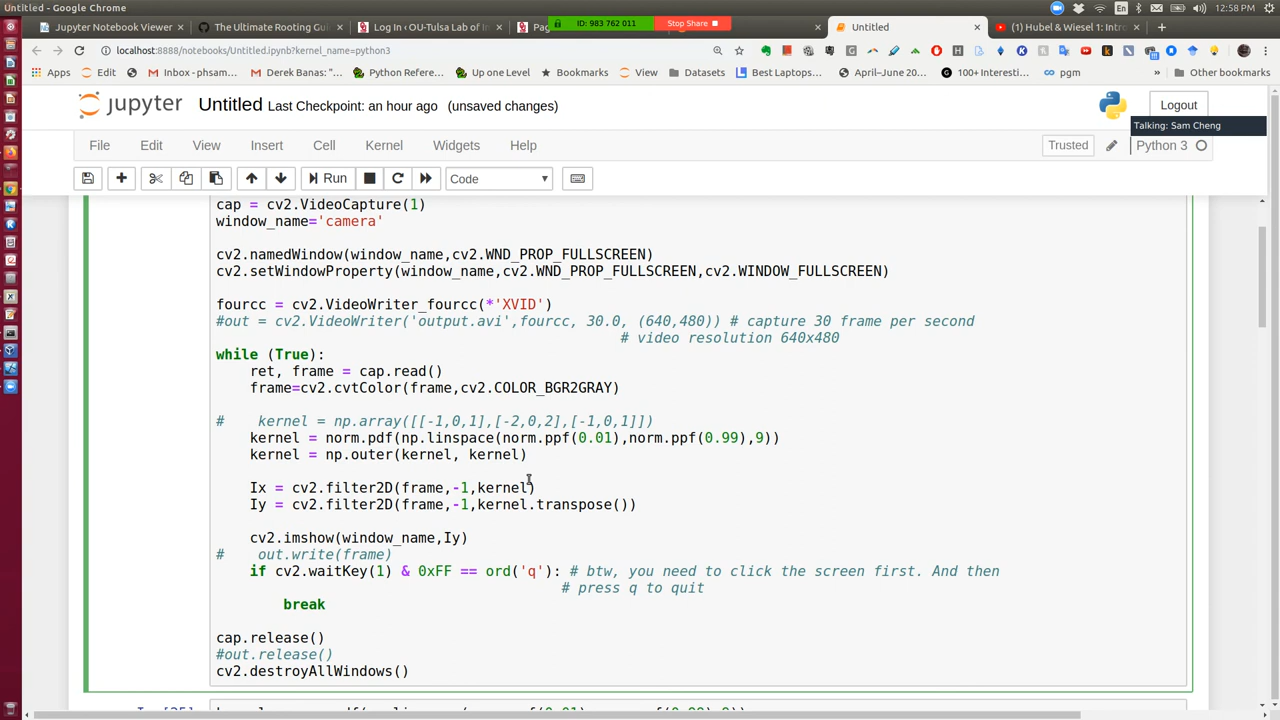 Untitled - Google Chrome
En
12:58 PM
Jupyter Notebook Viewer
The Ultimate Rooting Guid
Log In ‹ OU-Tulsa Lab of In
Pag
ID: 983 762 011
Stop Share
Untitled
(1) Hubel & Wiesel 1: Intro
localhost:8888/notebooks/Untitled.ipynb?kernel_name=python3
Apps
Edit
Inbox - phsam...
Derek Banas: "...
Python Refere...
Up one Level
Bookmarks
View
Datasets
Best Laptops...
April–June 20...
100+ Interesti...
pgm
»
Other bookmarks
jupyter
Untitled Last Checkpoint: an hour ago (unsaved changes)
Logout
Talking: Sam Cheng
File Edit View Insert Cell Kernel Widgets Help
Trusted
Python 3
Run
Code
cap = cv2.VideoCapture(1)
window_name='camera'
cv2.namedWindow(window_name,cv2.WND_PROP_FULLSCREEN)
cv2.setWindowProperty(window_name,cv2.WND_PROP_FULLSCREEN,cv2.WINDOW_FULLSCREEN)
fourcc = cv2.VideoWriter_fourcc(*'XVID')
#out = cv2.VideoWriter('output.avi',fourcc, 30.0, (640,480)) # capture 30 frame per second
# video resolution 640x480
while (True):
ret, frame = cap.read()
frame=cv2.cvtColor(frame,cv2.COLOR_BGR2GRAY)
# kernel = np.array([[-1,0,1],[-2,0,2],[-1,0,1]])
kernel = norm.pdf(np.linspace(norm.ppf(0.01),norm.ppf(0.99),9))
kernel = np.outer(kernel, kernel)
Ix = cv2.filter2D(frame,-1,kernel)
Iy = cv2.filter2D(frame,-1,kernel.transpose())
cv2.imshow(window_name,Iy)
# out.write(frame)
if cv2.waitKey(1) & 0xFF == ord('q'): # btw, you need to click the screen first. And then
# press q to quit
break
cap.release()
#out.release()
cv2.destroyAllWindows()